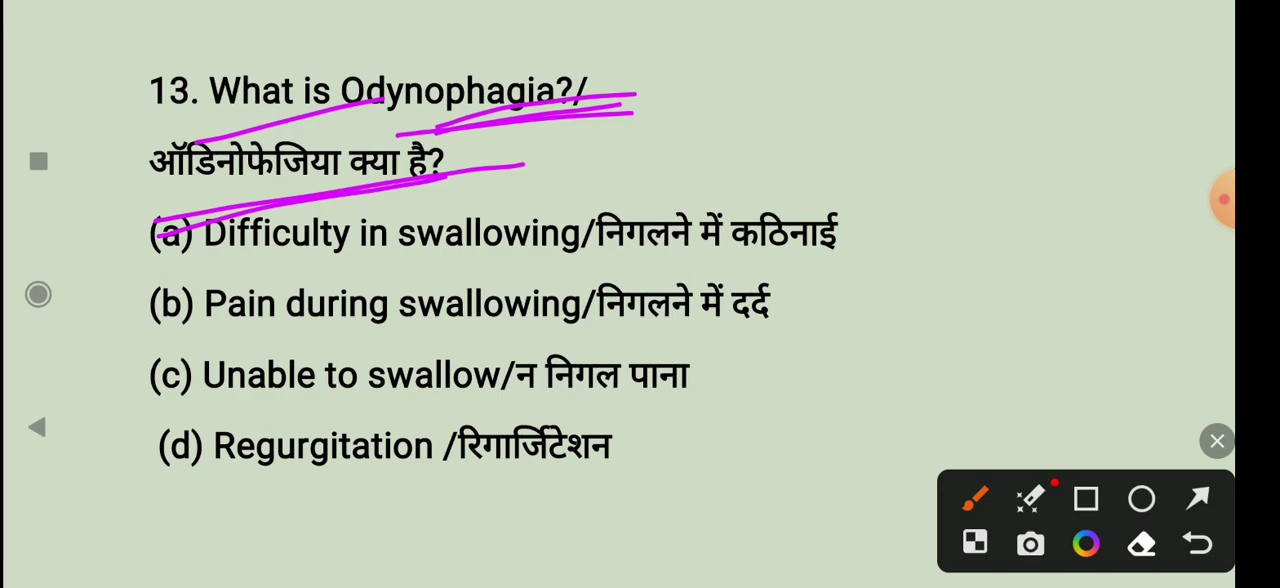 13. What is Odynophagia?/
ऑडिनोफेजिया क्या है?
(a) Difficulty in swallowing/निगलने में कठिनाई
(b) Pain during swallowing/निगलने में दर्द
(c) Unable to swallow/न निगल पाना
(d) Regurgitation /रिगार्जिटेशन